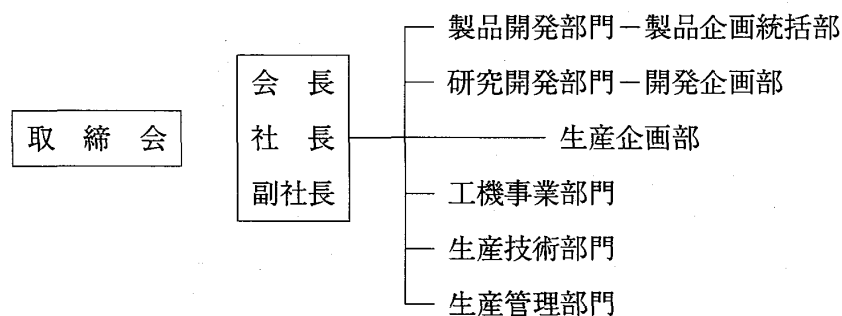 取締会
会長
社長
副社長
製品開発部門－製品企画統括部
研究開発部門－開発企画部
生産企画部
工機事業部門
生産技術部門
生産管理部門